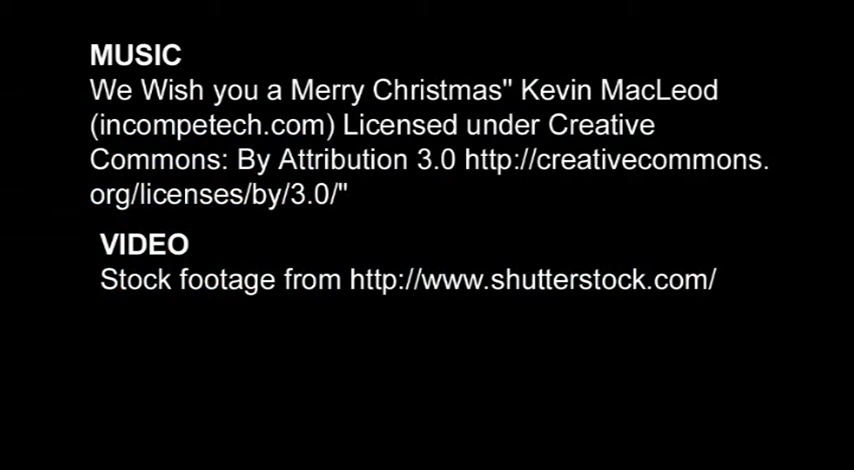 MUSIC
We Wish you a Merry Christmas" Kevin MacLeod
(incompetech.com) Licensed under Creative
Commons: By Attribution 3.0 http://creativecommons.
org/licenses/by/3.0/"
VIDEO
Stock footage from http://www.shutterstock.com/